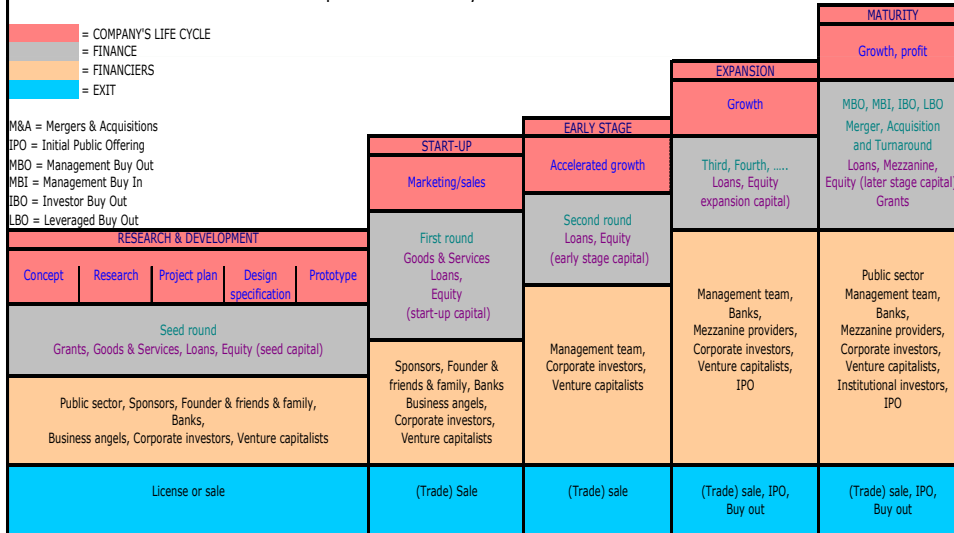 = COMPANY'S LIFE CYCLE
= FINANCE
= FINANCIERS
= EXIT
M&A = Mergers & Acquisitions
IPO = Initial Public Offering
MBO = Management Buy Out
MBI = Management Buy In
IBO = Investor Buy Out
LBO = Leveraged Buy Out
RESEARCH & DEVELOPMENT
Concept
Research
Project plan
Design
specification
Prototype
Seed round
Grants, Goods & Services, Loans, Equity (seed capital)
Public sector, Sponsors, Founder & friends & family,
Banks,
Business angels, Corporate investors, Venture capitalists
License or sale
START-UP
Marketing/sales
First round
Goods & Services
Loans,
Equity
(start-up capital)
Sponsors, Founder &
friends & family, Banks
Business angels,
Corporate investors,
Venture capitalists
(Trade) Sale
EARLY STAGE
Accelerated growth
Second round
Loans, Equity
(early stage capital)
Management team,
Corporate investors,
Venture capitalists
(Trade) sale
EXPANSION
Growth
Third, Fourth, .....
Loans, Equity
expansion capital)
Management team,
Banks,
Mezzanine providers,
Corporate investors,
Venture capitalists,
IPO
(Trade) sale, IPO,
Buy out
MATURITY
Growth, profit
MBO, MBI, IBO, LBO
Merger, Acquisition
and Turnaround
Loans, Mezzanine,
Equity (later stage capital)
Grants
Public sector
Management team,
Banks,
Mezzanine providers,
Corporate investors,
Venture capitalists,
Institutional investors,
IPO
(Trade) sale, IPO,
Buy out